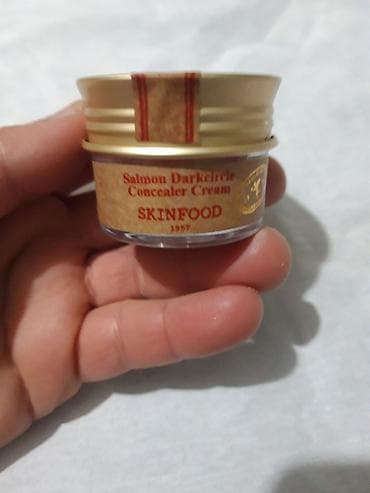 Salmon Darkcircle
Concealer Cream
SKINFOOD
1957